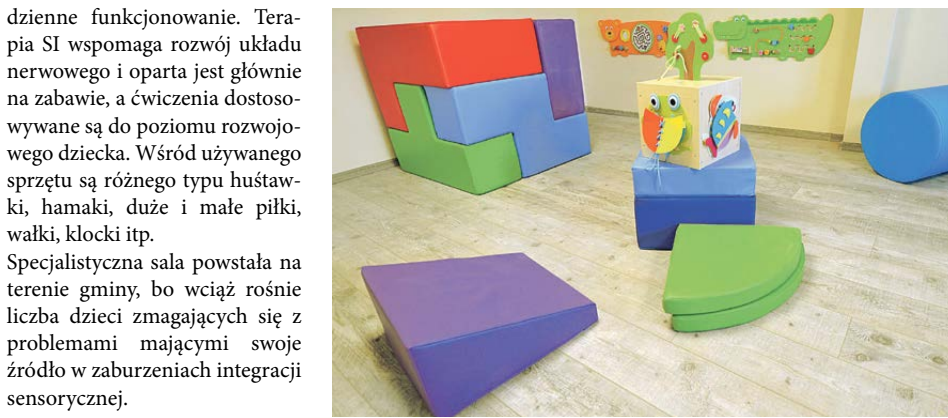 dzienne funkcjonowanie. Tera-
pia SI wspomaga rozwój układu
nerwowego i oparta jest głównie
na zabawie, a ćwiczenia dostoso-
wywane są do poziomu rozwojo-
wego dziecka. Wśród używanego
sprzętu są różnego typu huśtaw-
ki, hamaki, duże i małe piłki,
wałki, klocki itp.
Specjalistyczna sala powstała na
terenie gminy, bo wciąż rośnie
liczba dzieci zmagających się z
problemami mającymi swoje
źródło w zaburzeniach integracji
sensorycznej.